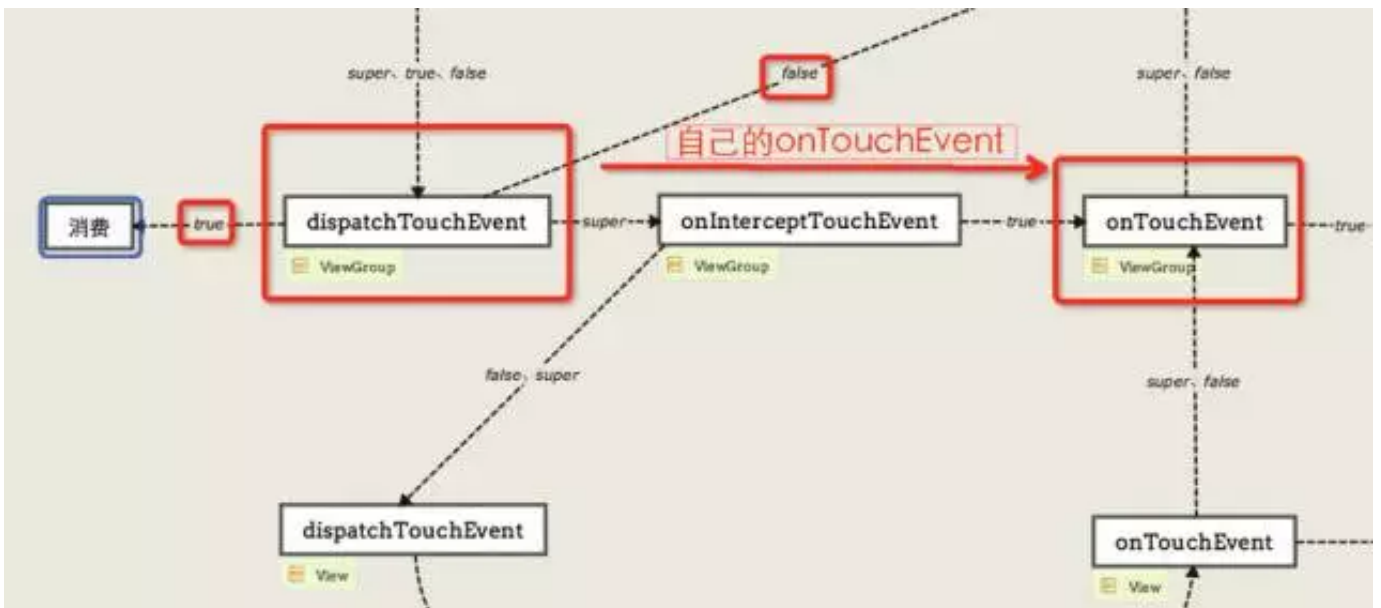 super、true、false
false
super、false
自己的onTouchEvent
消费
true
dispatchTouchEvent
super
onInterceptTouchEvent
true
onTouchEvent
true
ViewGroup
ViewGroup
ViewGroup
false、super
super、false
dispatchTouchEvent
onTouchEvent
View
View